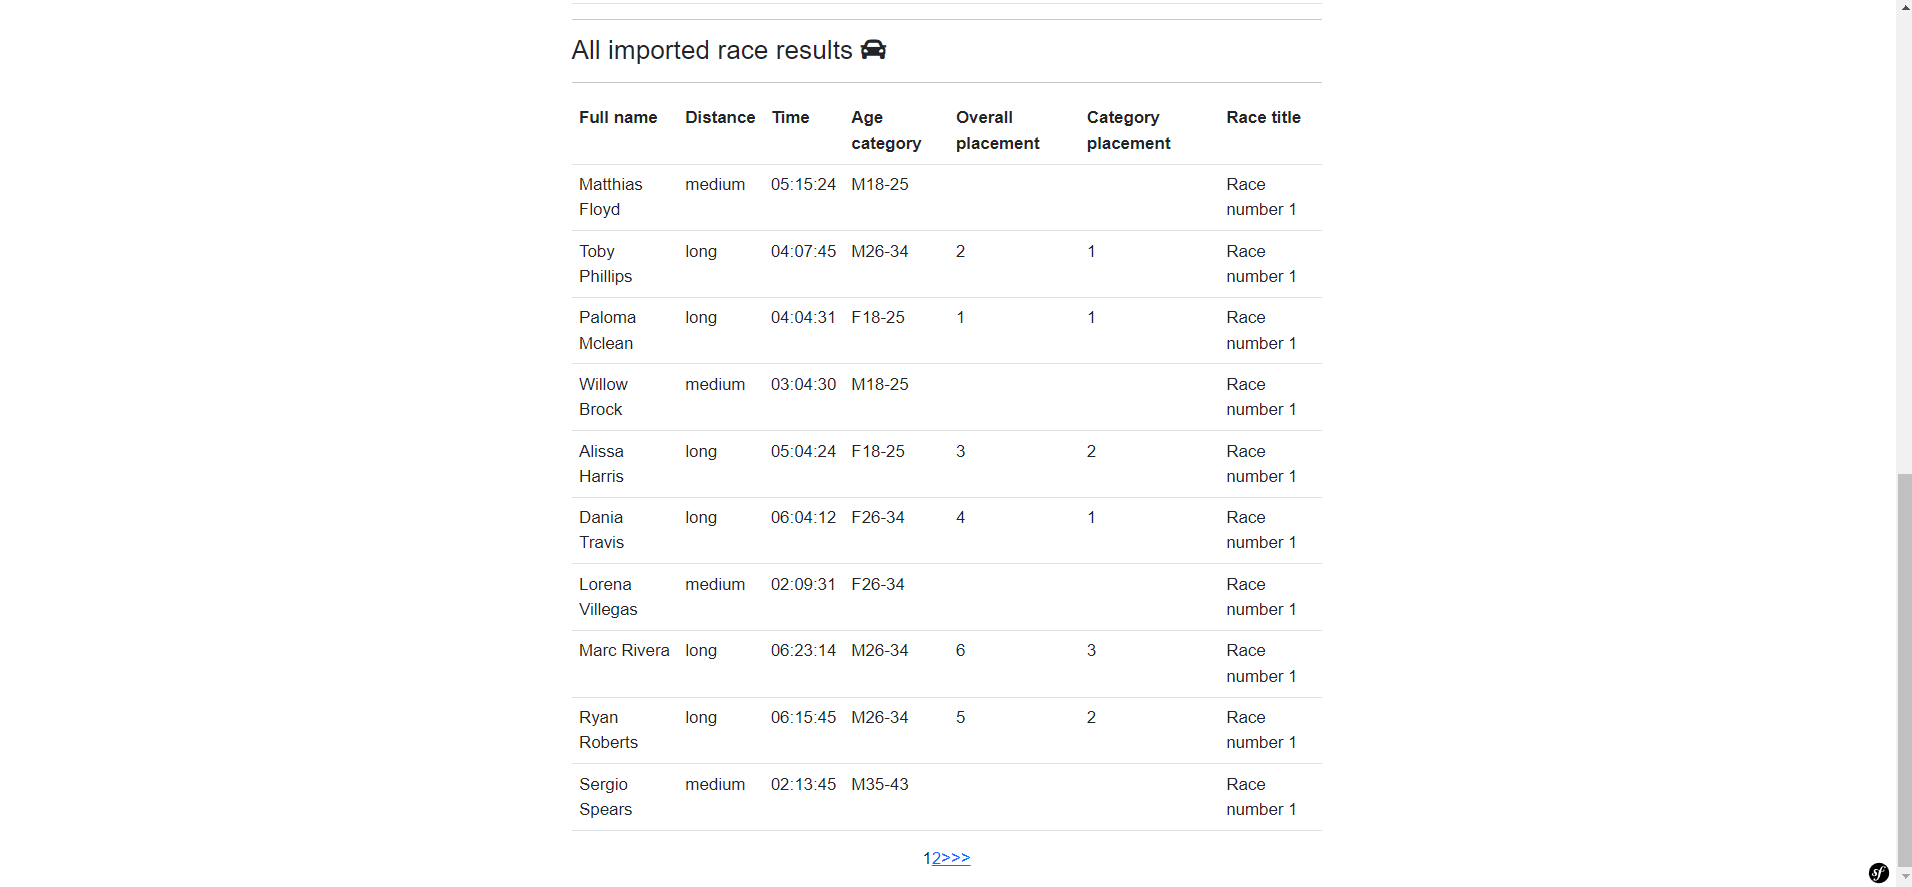 All imported race results
Full name Distance Time Age category Overall placement Category placement Race title
Matthias Floyd medium 05:15:24 M18-25 Race number 1
Toby Phillips long 04:07:45 M26-34 2 1 Race number 1
Paloma Mclean long 04:04:31 F18-25 1 1 Race number 1
Willow Brock medium 03:04:30 M18-25 Race number 1
Alissa Harris long 05:04:24 F18-25 3 2 Race number 1
Dania Travis long 06:04:12 F26-34 4 1 Race number 1
Lorena Villegas medium 02:09:31 F26-34 Race number 1
Marc Rivera long 06:23:14 M26-34 6 3 Race number 1
Ryan Roberts long 06:15:45 M26-34 5 2 Race number 1
Sergio Spears medium 02:13:45 M35-43 Race number 1
12>>>
sf